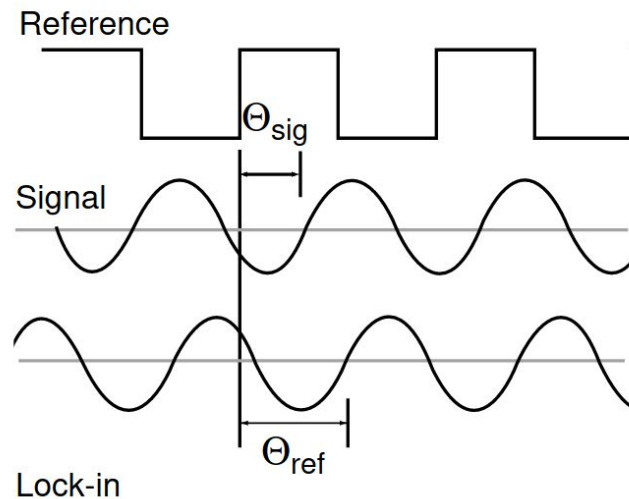 Reference
Θsig
Signal
Θref
Lock-in